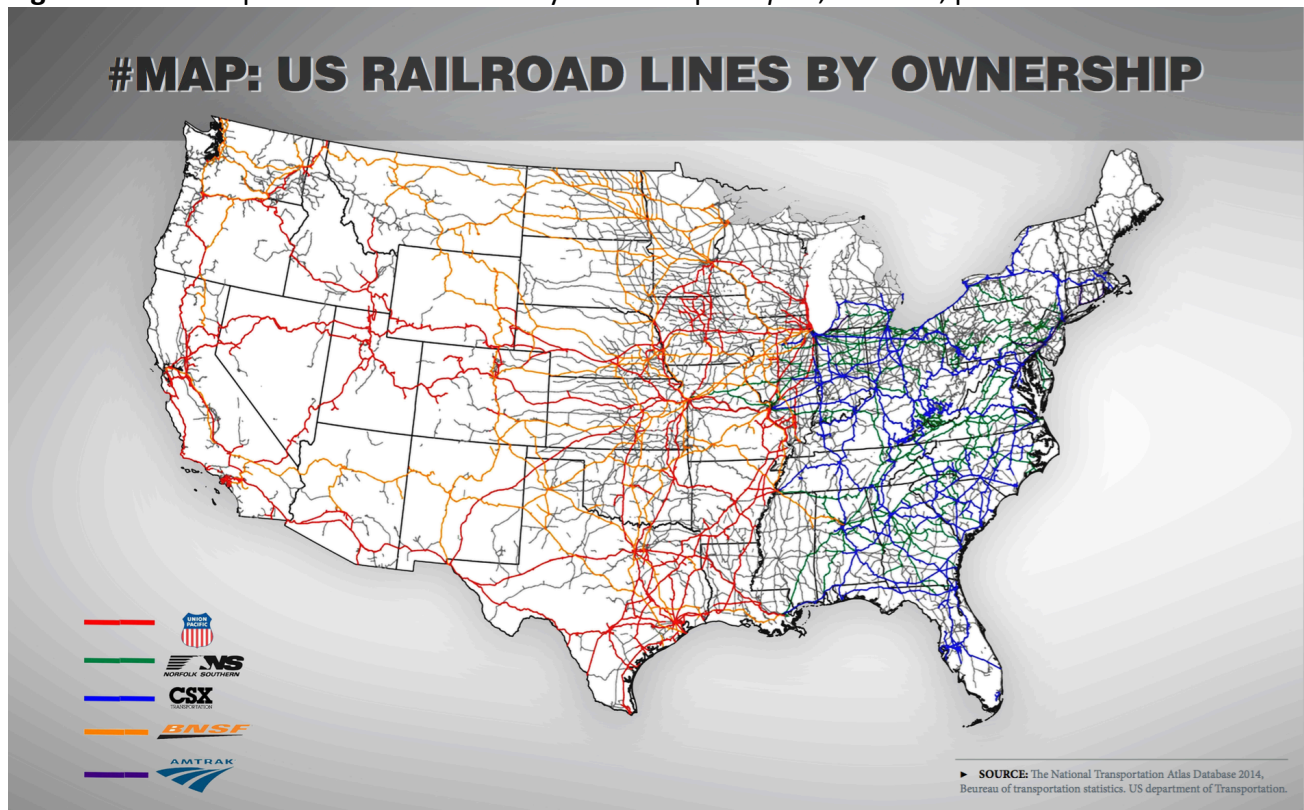 #MAP: US RAILROAD LINES BY OWNERSHIP
UNION
PACIFIC
NS
NORFOLK SOUTHERN
CSX
TRANSPORTATION
BNSF
AMTRAK
► SOURCE: The National Transportation Atlas Database 2014,
Beureau of transportation statistics. US department of Transportation.